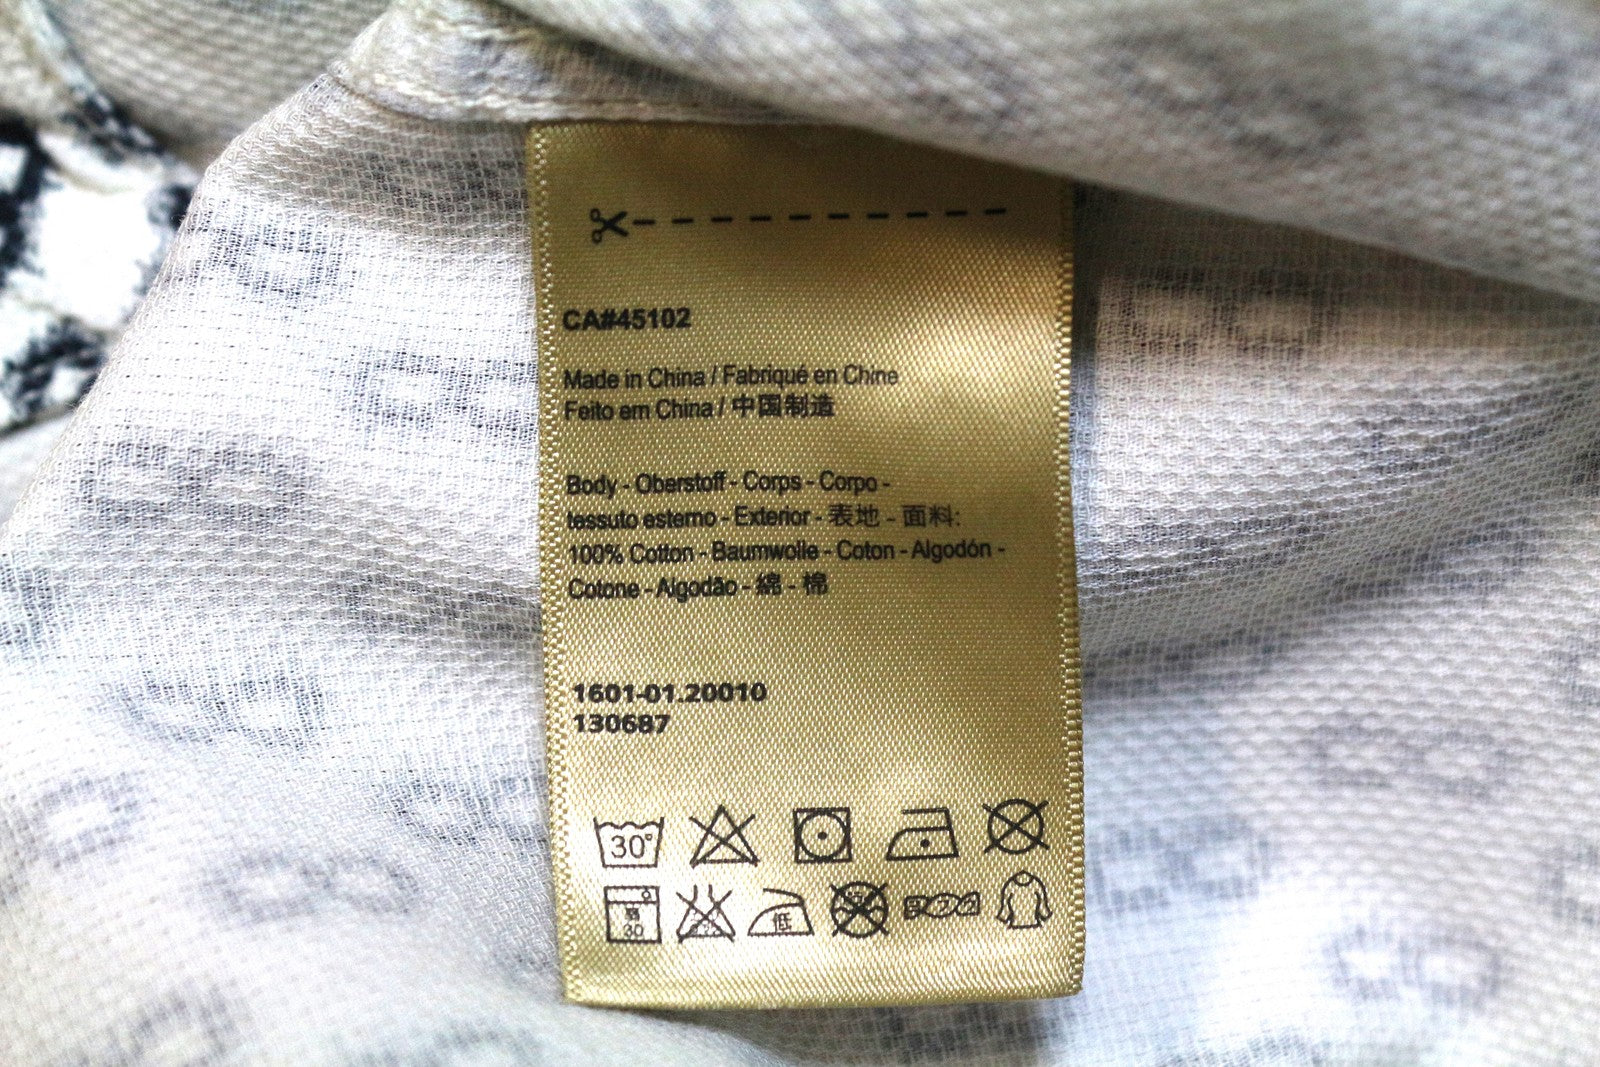 CA#45102
Made in China / Fabriqué en Chine
Feito em China / 中国制造
Body - Oberstoff - Corps - Corpo -
tessuto esterno - Exterior - 表地 - 面料:
100% Cotton - Baumwolle - Coton - Algodón -
Cotone - Algodão - 綿 - 棉
1601-01.20010
130687
30°
30
低